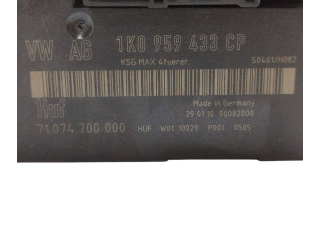 VW AG 1K0 959 433 CP
KSG MAX 4tuerer S0401/H082
Made in Germany
Huf 29 01 10 00082000
71.074 700 000 HUF W01 10029 P001 0505